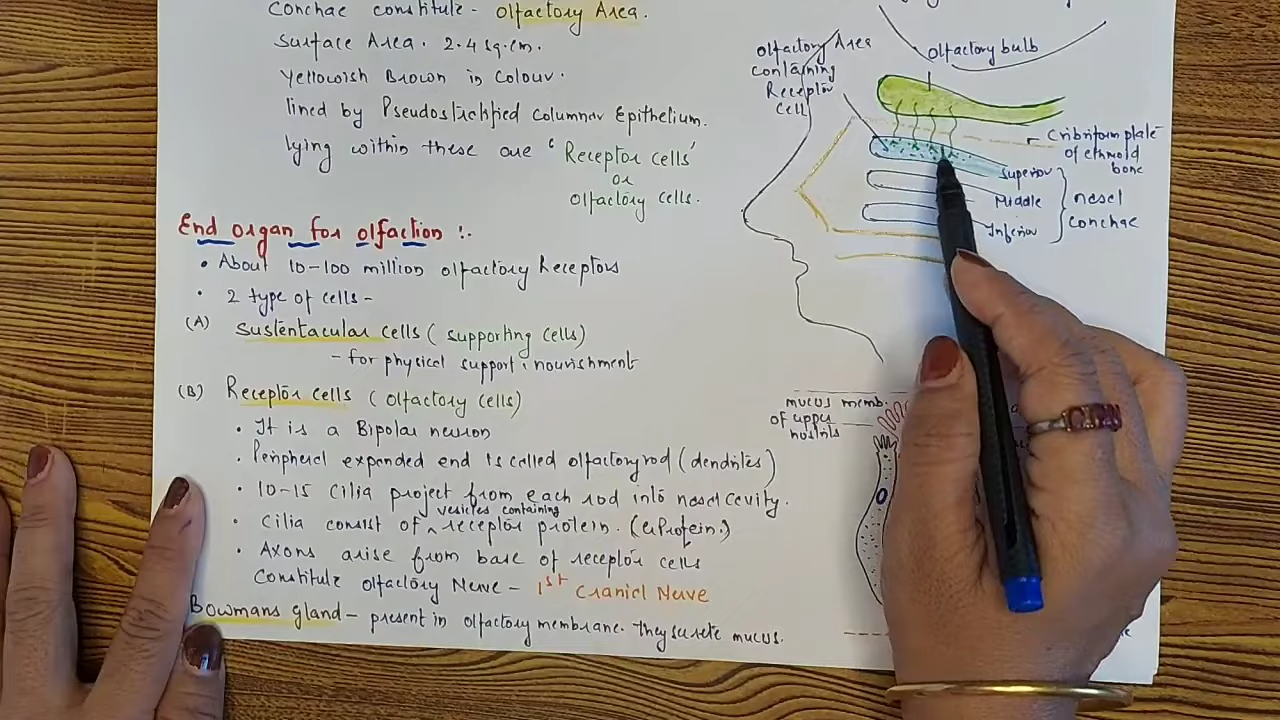 Conchae constitute - Olfactory Area.
Surface Area. 2.4 sq.cm.
Yellowish Brown in Colour.
lined by Pseudostratified columnar Epithelium.
lying within these are 'Receptor cells'
or
olfactory cells.
End organ for olfaction :-
• About 10-100 million olfactory Receptors
• 2 type of cells -
(A) Sustentacular cells ( supporting cells)
- for physical support & nourishment
(B) Receptor cells ( olfactory cells)
• It is a Bipolar neuron
• Peripheral expanded end is called olfactory rod ( dendrites)
• 10-15 Cilia project from each rod into nasal cavity.
vesicles containing
• Cilia consist of ^ receptor protein. (G Protein.)
• Axons arise from base of receptor cells
Constitute olfactory Nerve - 1st Cranial Nerve
Bowmans gland - present in olfactory membrane. They secrete mucus.
Olfactory Area
containing
Receptor
Cell
olfactory bulb
Cribriform plate
of ethmoid
bone
Superior
Middle
Inferior
nasal
conchae
mucus memb.
of upper
nostrils